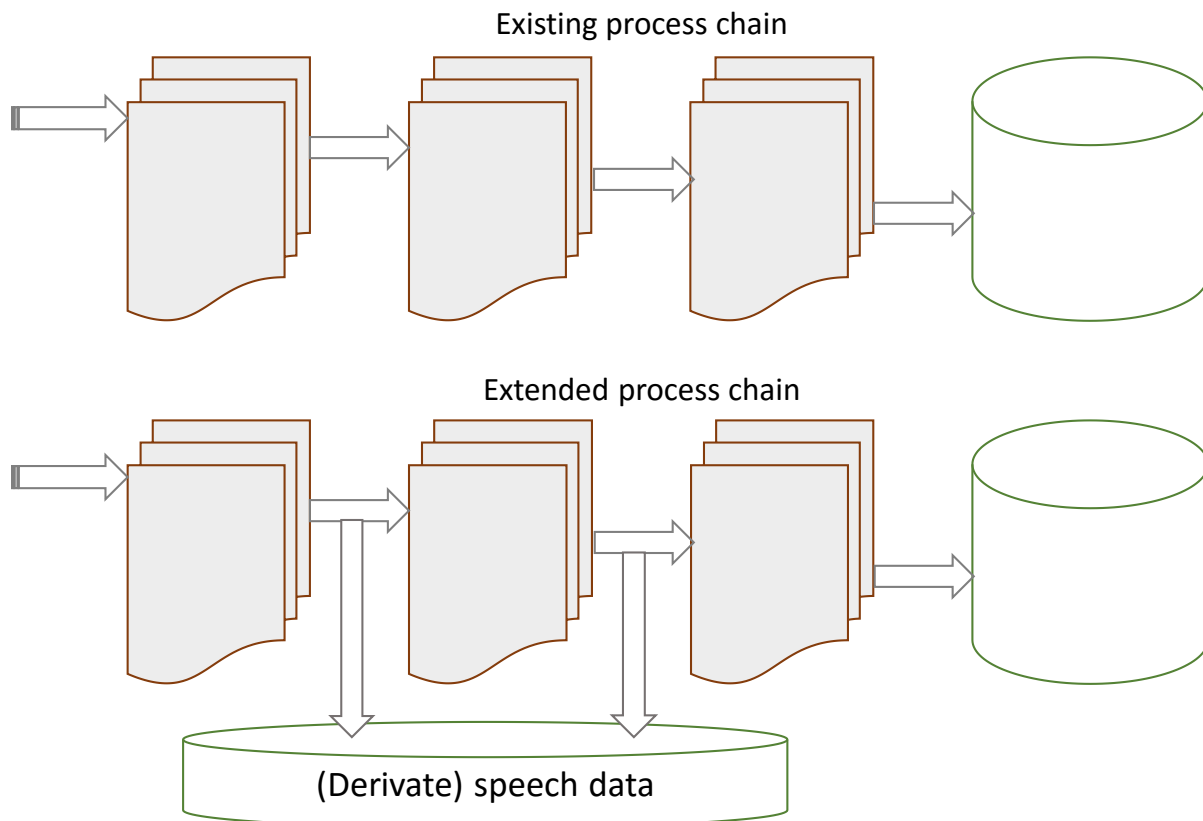 Existing process chain
Extended process chain
(Derivate) speech data